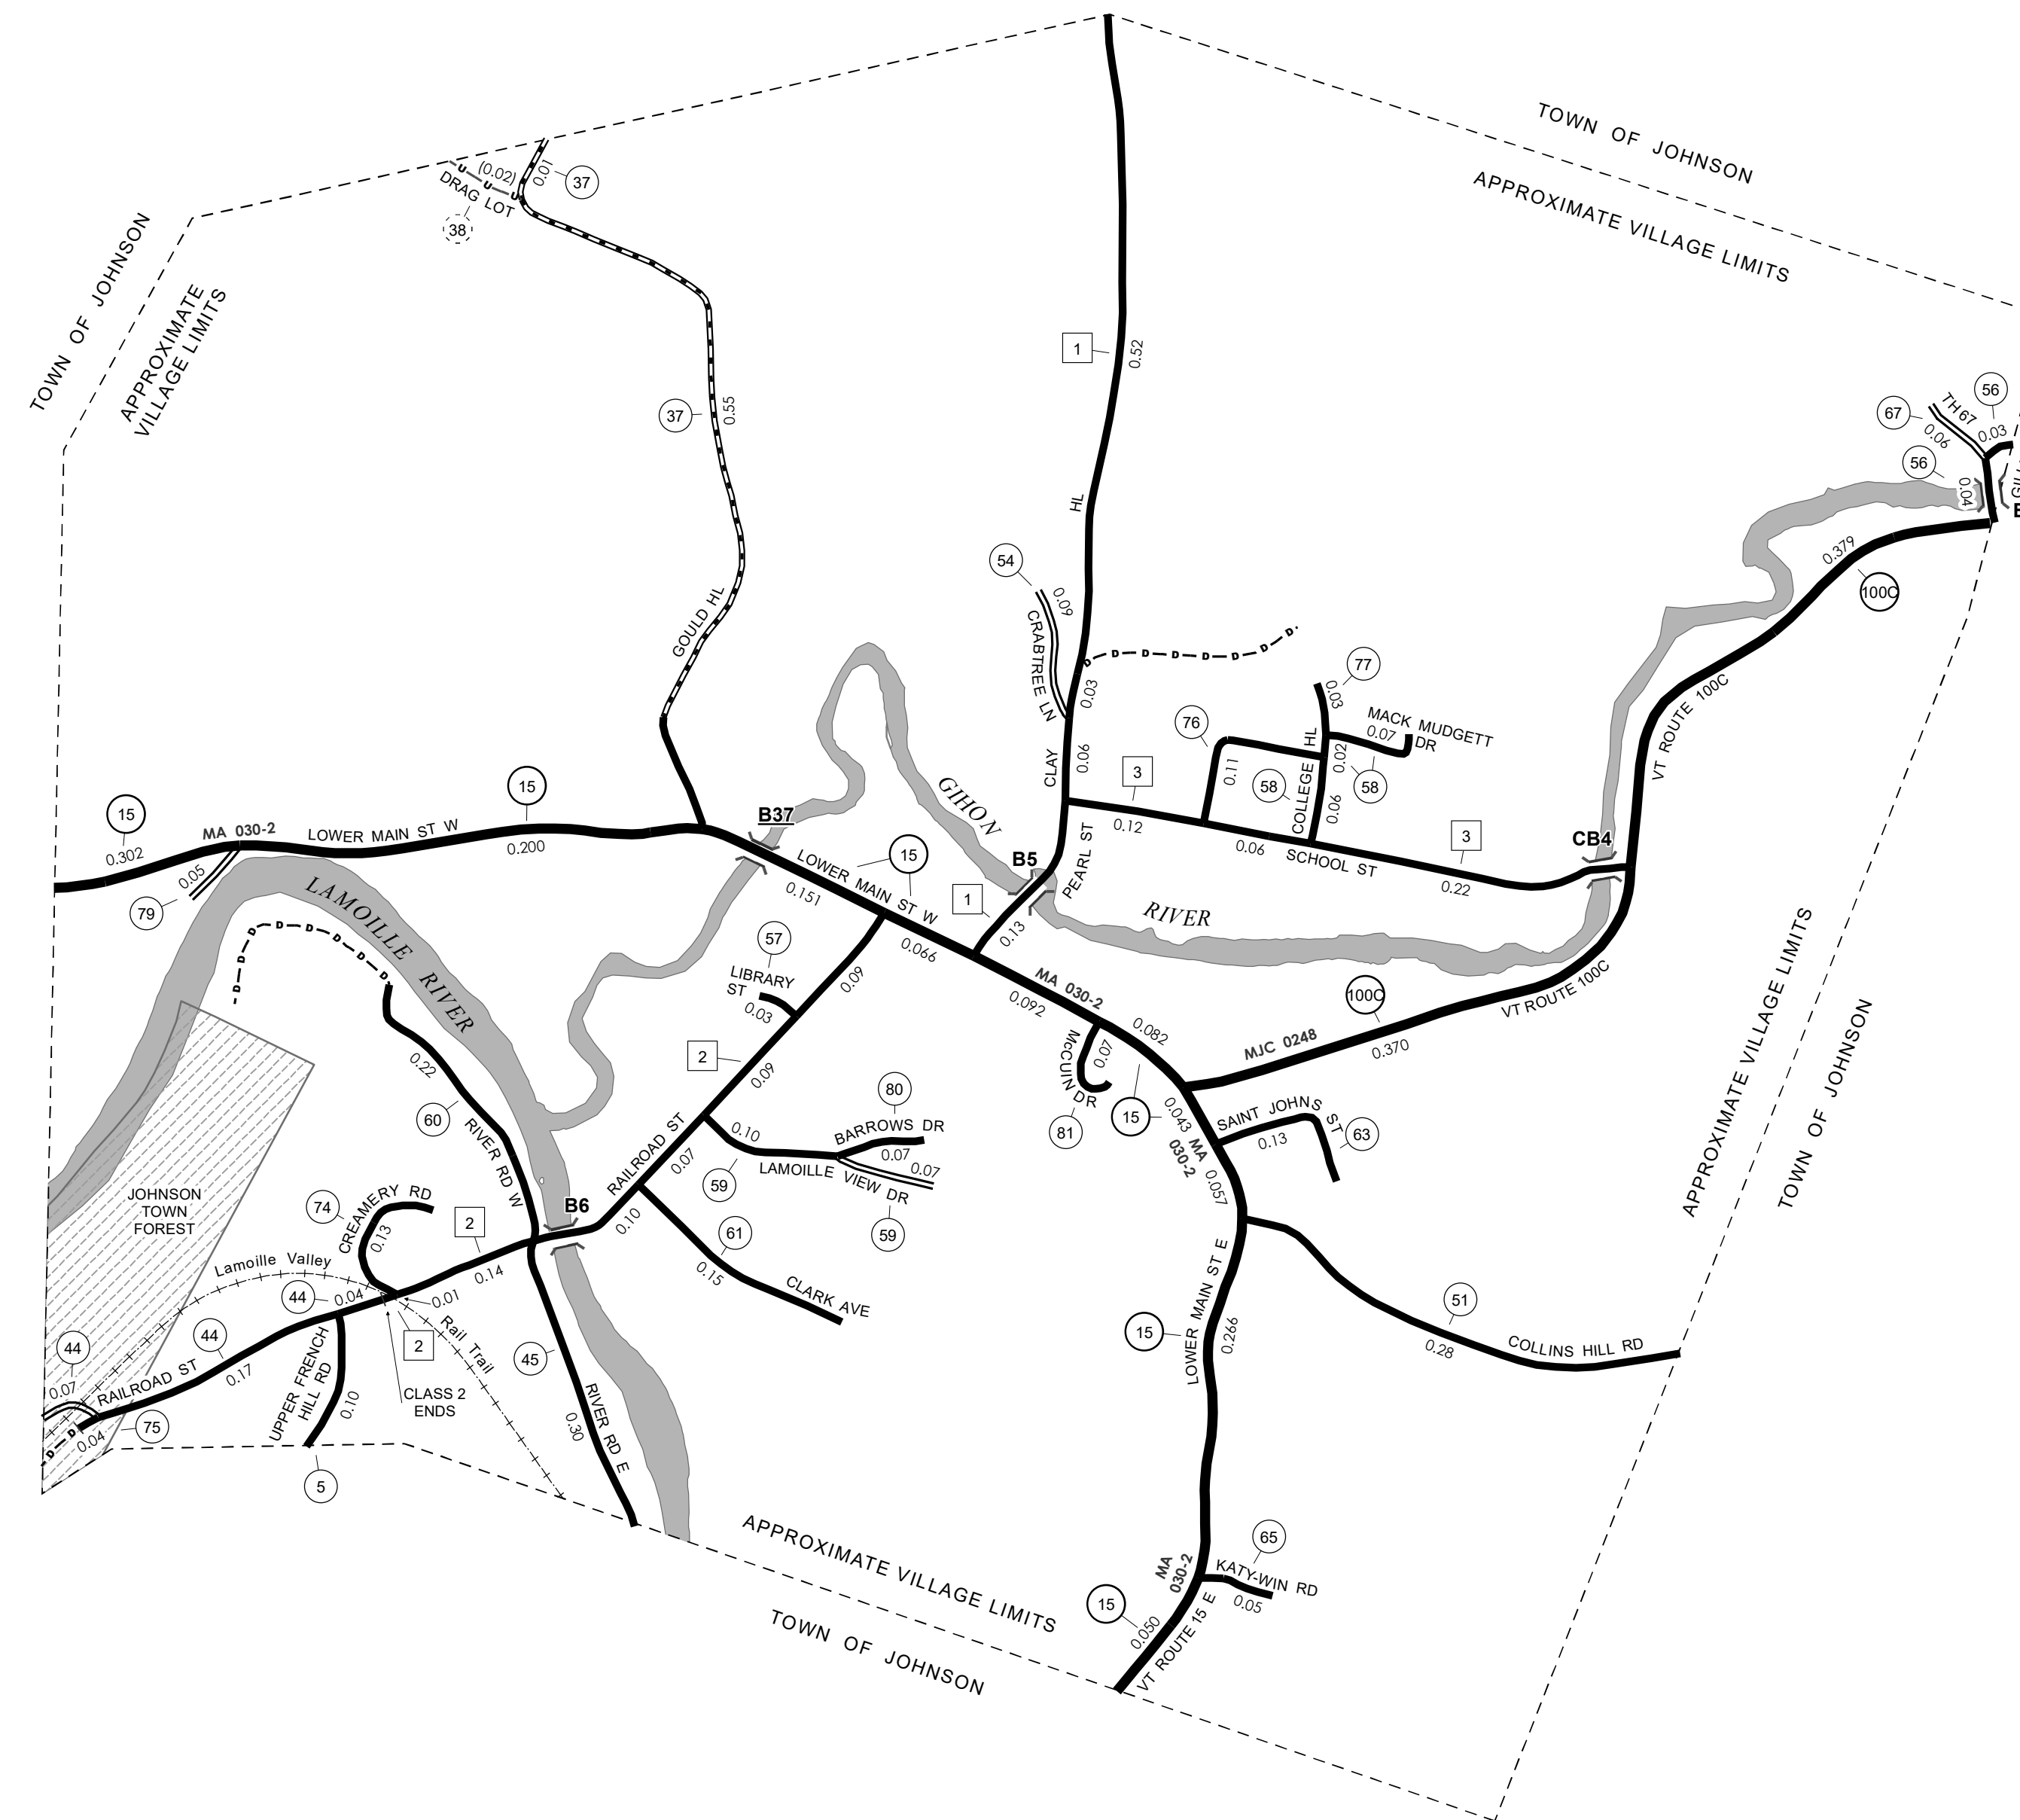 TOWN OF JOHNSON
APPROXIMATE VILLAGE LIMITS
TOWN OF JOHNSON
APPROXIMATE
VILLAGE LIMITS
(0.02)
DRAG LOT
38
0.01
37
37
0.55
GOULD HL
1
0.52
HL
54
0.09
CRABTREE LN
0.03
0.06
CLAY
56
67
TH67
0.06
0.03
56
0.04
0.379
100C
VT ROUTE 100C
77
0.03
76
0.11
MACK MUDGETT
DR
0.07
HL
0.02
58
58
COLLEGE
0.06
3
0.12
0.06
SCHOOL ST
3
0.22
CB4
15
0.302
MA 030-2
LOWER MAIN ST W
15
0.200
0.05
79
B37
LOWER MAIN ST W
0.151
15
GIHON
RIVER
B5
PEARL ST
1
0.13
0.066
LAMOILLE RIVER
57
LIBRARY
ST
0.03
0.09
2
0.09
RAILROAD ST
0.07
0.10
MA 030-2
0.092
0.082
McCUIN DR
0.07
81
15
MJC 0248
100C
0.370
VT ROUTE 100C
0.043
MA
030-2
0.057
SAINT JOHNS ST
0.13
63
0.22
60
RIVER RD W
80
BARROWS DR
0.07
0.10
59
LAMOILLE VIEW DR
0.07
59
61
0.15
CLARK AVE
B6
JOHNSON
TOWN
FOREST
74
CREAMERY RD
0.13
2
0.14
Lamoille Valley
Rail Trail
44
0.04
0.01
2
CLASS 2
ENDS
44
0.17
44
0.07
RAILROAD ST
0.04
75
UPPER FRENCH
HILL RD
0.10
5
45
0.30
RIVER RD E
15
LOWER MAIN ST E
0.266
51
0.28
COLLINS HILL RD
APPROXIMATE VILLAGE LIMITS
TOWN OF JOHNSON
MA
030-2
65
KATY-WIN RD
0.05
15
0.050
VT ROUTE 15 E
APPROXIMATE VILLAGE LIMITS
TOWN OF JOHNSON